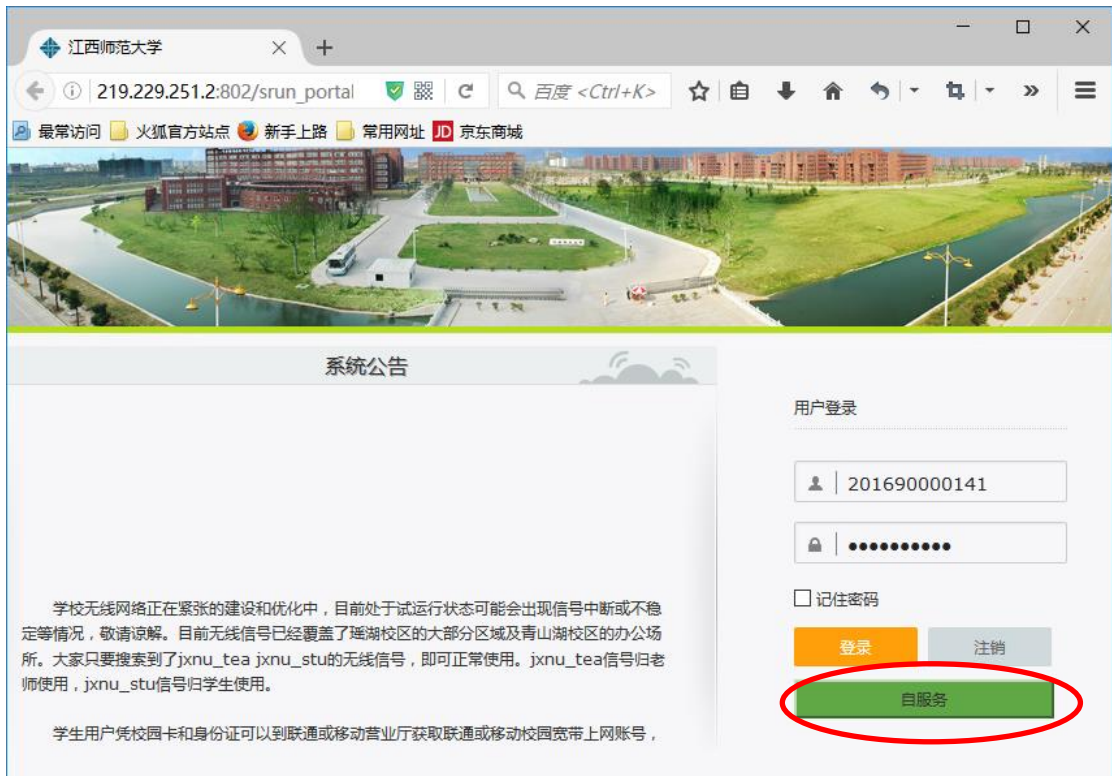 江西师范大学
219.229.251.2:802/srun_portal
百度 <Ctrl+K>
最常访问 火狐官方站点 新手上路 常用网址 JD 京东商城
系统公告
学校无线网络正在紧张的建设和优化中，目前处于试运行状态可能会出现信号中断或不稳
定等情况，敬请谅解。目前无线信号已经覆盖了瑶湖校区的大部分区域及青山湖校区的办公场
所。大家只要搜索到了jxnu_tea jxnu_stu的无线信号，即可正常使用。jxnu_tea信号归老
师使用，jxnu_stu信号归学生使用。
学生用户凭校园卡和身份证可以到联通或移动营业厅获取联通或移动校园宽带上网账号，
用户登录
201690000141
记住密码
登录 注销
自服务